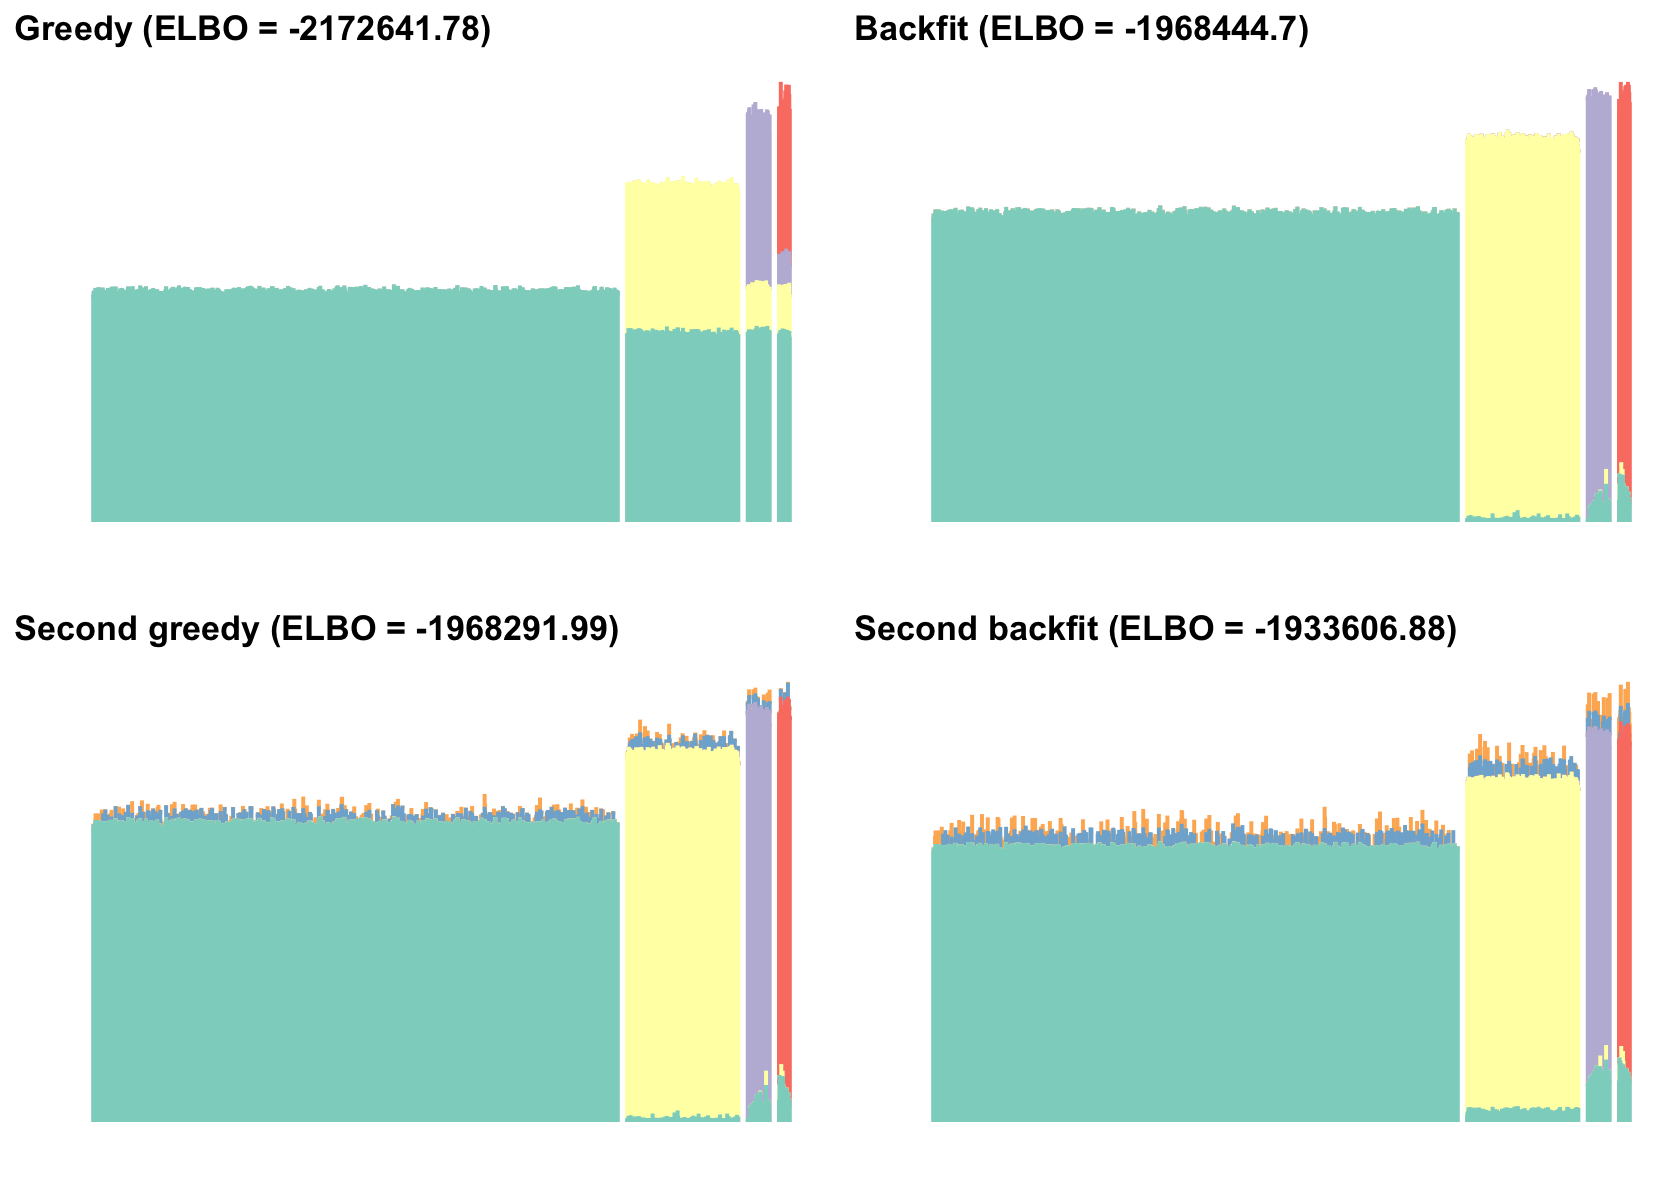 Greedy (ELBO = -2172641.78)
Backfit (ELBO = -1968444.7)
Second greedy (ELBO = -1968291.99)
Second backfit (ELBO = -1933606.88)